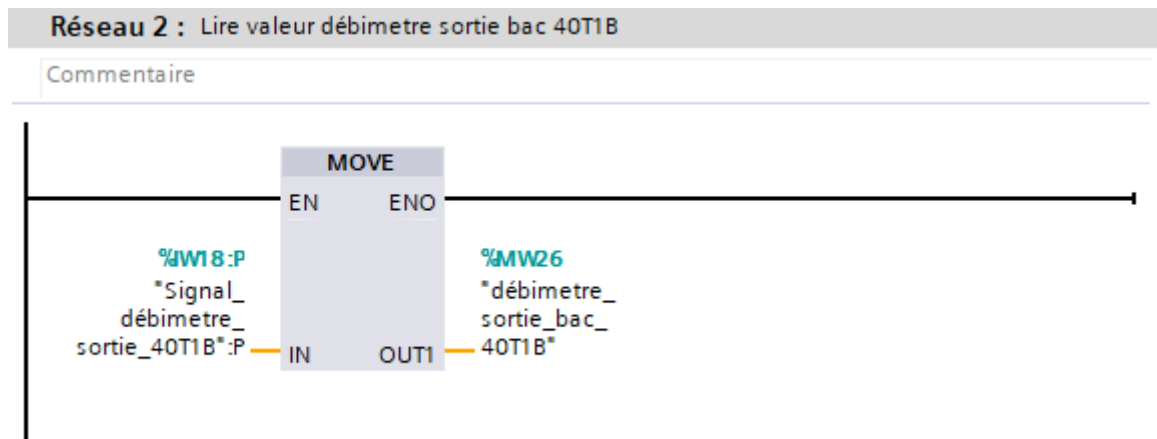 Réseau 2 : Lire valeur débimetre sortie bac 40T1B
Commentaire
MOVE
EN ENO
%IW18:P
"Signal_
débimetre_
sortie_40T1B":P
IN OUT1
%MW26
"débimetre_
sortie_bac_
40T1B"